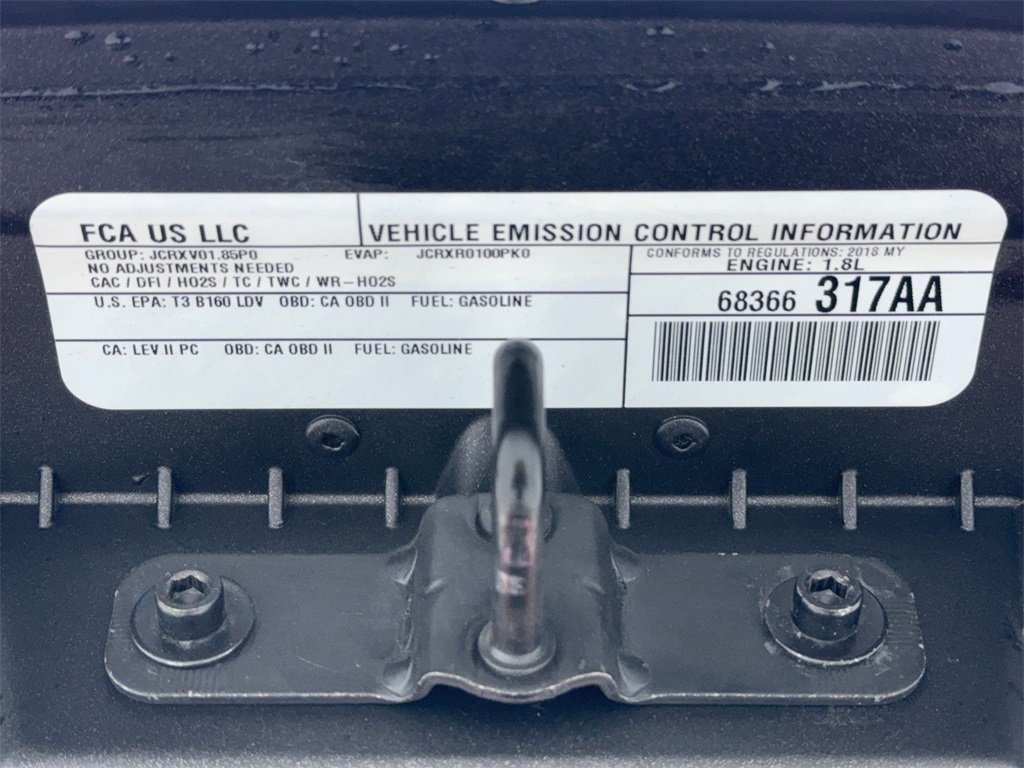 FCA US LLC
VEHICLE EMISSION CONTROL INFORMATION
GROUP: JCRXV01.85P0 EVAP: JCRXR0100PK0
NO ADJUSTMENTS NEEDED
CAC / DFI / HO2S / TC / TWC / WR-HO2S
CONFORMS TO REGULATIONS: 2018 MY
ENGINE: 1.8L
U.S. EPA: T3 B160 LDV OBD: CA OBD II FUEL: GASOLINE
68366 317AA
CA: LEV II PC OBD: CA OBD II FUEL: GASOLINE